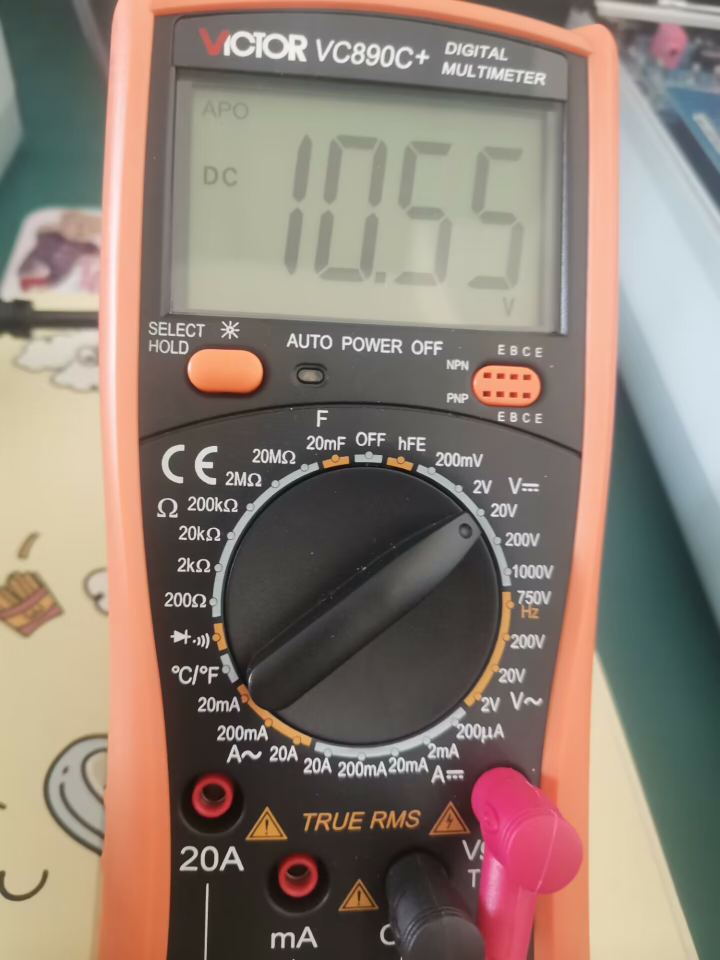 VICTOR VC890C+ DIGITAL MULTIMETER
APO
DC 10.55
V
SELECT HOLD
AUTO POWER OFF
E B C E
NPN
PNP
E B C E
CE
F
20mF
OFF
hFE
200mV
2V
V⎓
20V
200V
1000V
750V
Hz
200V
20V
2V
V~
200μA
2mA
A⎓
20mA
200mA
20A
20A
A~
200mA
20mA
°C/°F
200Ω
2kΩ
20kΩ
Ω
200kΩ
2MΩ
20MΩ
TRUE RMS
20A
mA